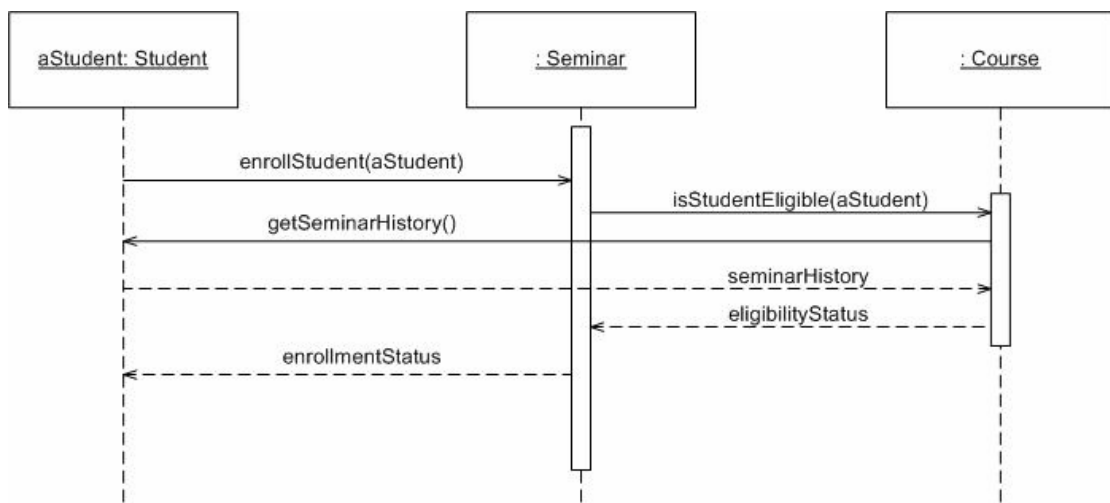 aStudent: Student
: Seminar
: Course
enrollStudent(aStudent)
isStudentEligible(aStudent)
getSeminarHistory()
seminarHistory
eligibilityStatus
enrollmentStatus